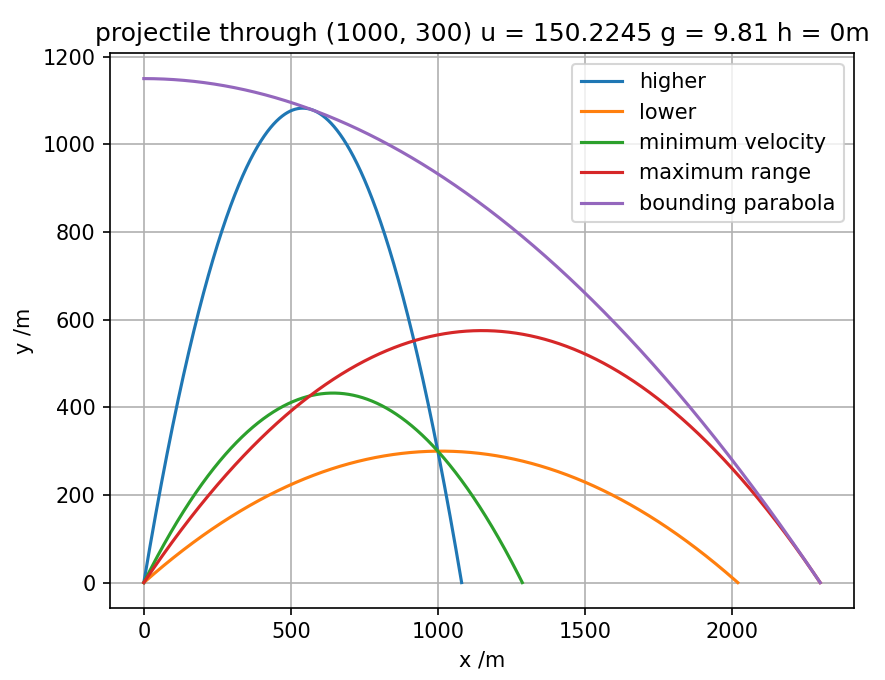 projectile through (1000, 300) u = 150.2245 g = 9.81 h = 0m
1200
1000
800
600
400
200
0
y /m
higher
lower
minimum velocity
maximum range
bounding parabola
0 500 1000 1500 2000
x /m